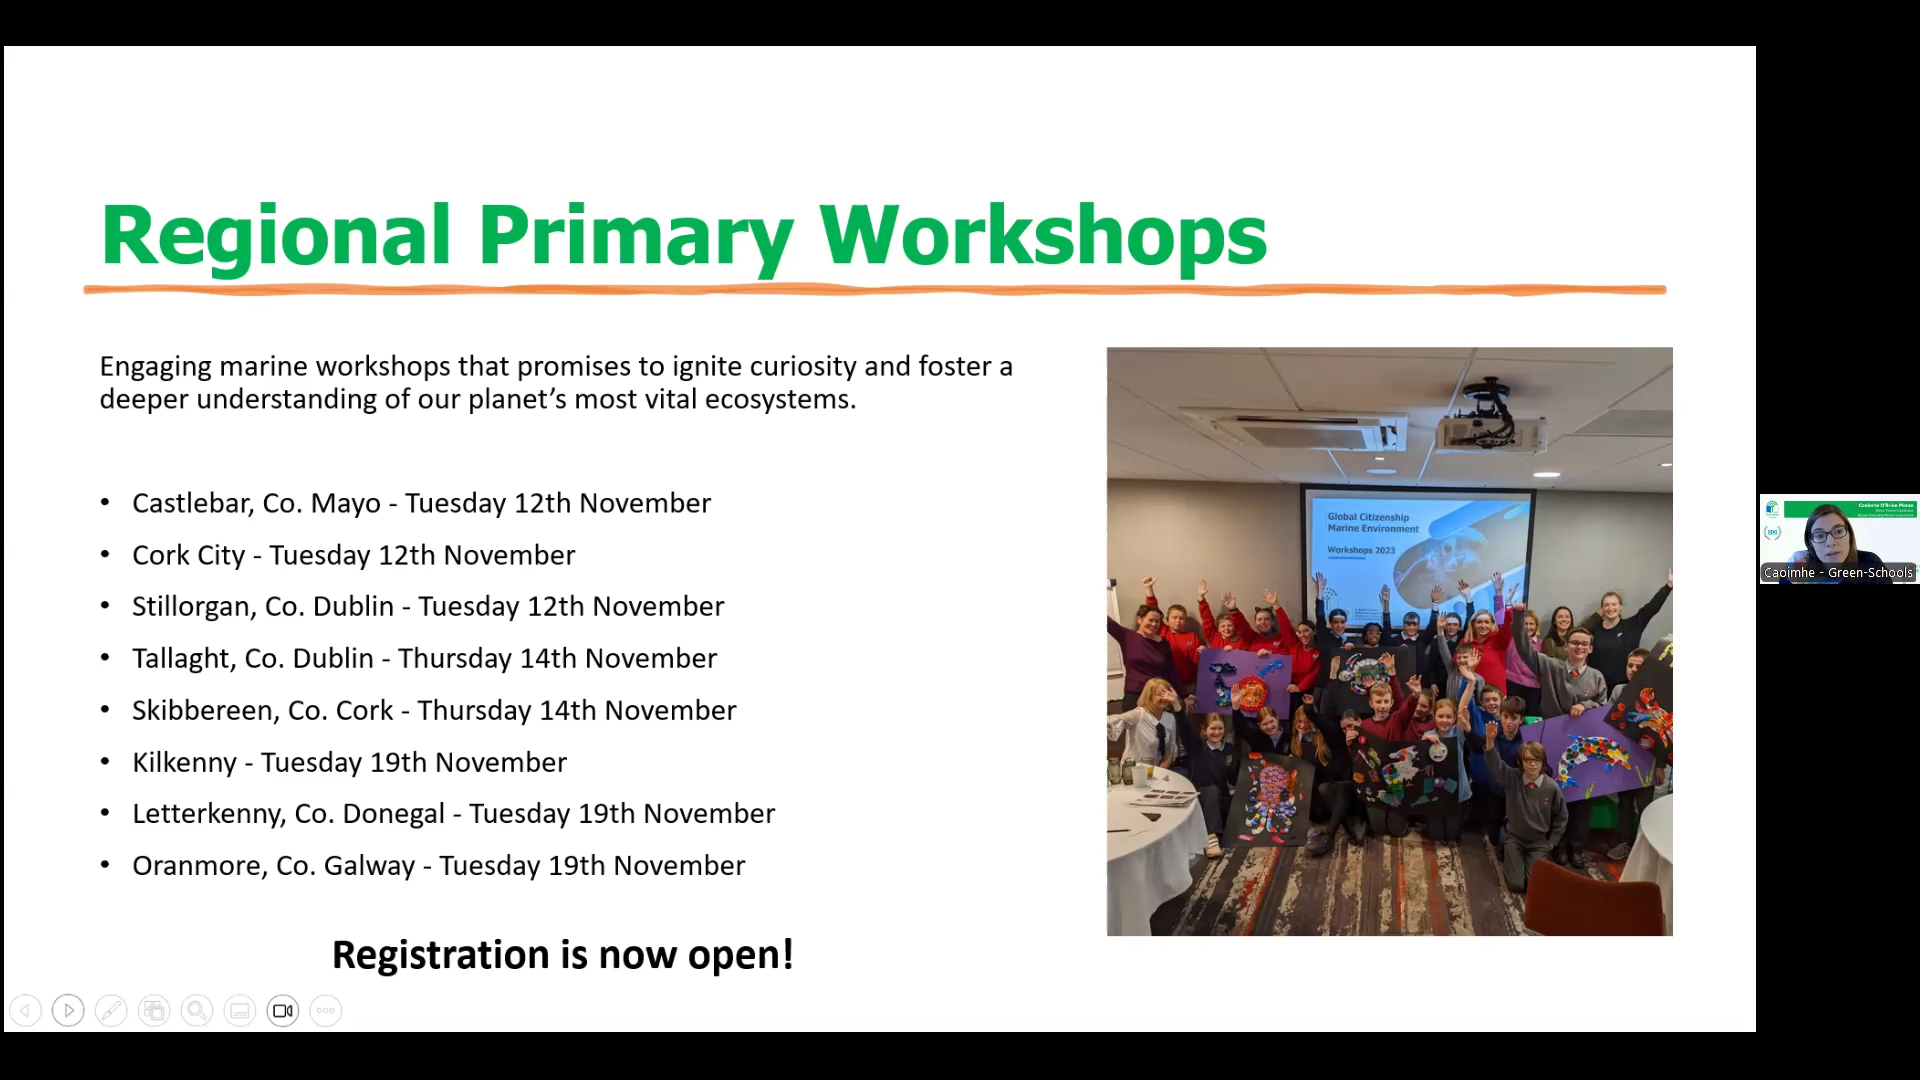 Regional Primary Workshops
Engaging marine workshops that promises to ignite curiosity and foster a
deeper understanding of our planet’s most vital ecosystems.
• Castlebar, Co. Mayo - Tuesday 12th November
• Cork City - Tuesday 12th November
• Stillorgan, Co. Dublin - Tuesday 12th November
• Tallaght, Co. Dublin - Thursday 14th November
• Skibbereen, Co. Cork - Thursday 14th November
• Kilkenny - Tuesday 19th November
• Letterkenny, Co. Donegal - Tuesday 19th November
• Oranmore, Co. Galway - Tuesday 19th November
Registration is now open!
Global Citizenship
Marine Environment
Workshops 2023
Caoimhe O'Brien Moran
SDG
Caoimhe - Green-Schools